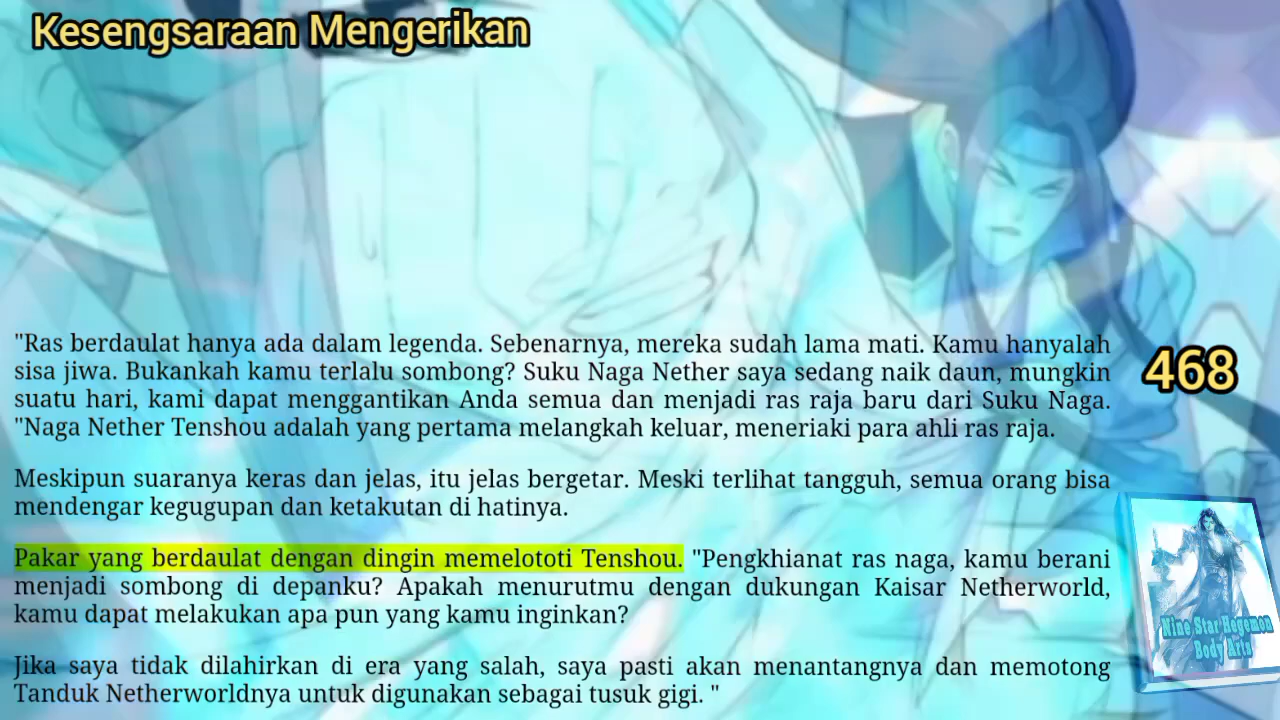 Kesengsaraan Mengerikan
"Ras berdaulat hanya ada dalam legenda. Sebenarnya, mereka sudah lama mati. Kamu hanyalah
sisa jiwa. Bukankah kamu terlalu sombong? Suku Naga Nether saya sedang naik daun, mungkin
suatu hari, kami dapat menggantikan Anda semua dan menjadi ras raja baru dari Suku Naga.
"Naga Nether Tenshou adalah yang pertama melangkah keluar, meneriaki para ahli ras raja.
468
Meskipun suaranya keras dan jelas, itu jelas bergetar. Meski terlihat tangguh, semua orang bisa
mendengar kegugupan dan ketakutan di hatinya.
Pakar yang berdaulat dengan dingin memelototi Tenshou. "Pengkhianat ras naga, kamu berani
menjadi sombong di depanku? Apakah menurutmu dengan dukungan Kaisar Netherworld,
kamu dapat melakukan apa pun yang kamu inginkan?
Jika saya tidak dilahirkan di era yang salah, saya pasti akan menantangnya dan memotong
Tanduk Netherworldnya untuk digunakan sebagai tusuk gigi. "
Nine Star Hegemon
Body Arts